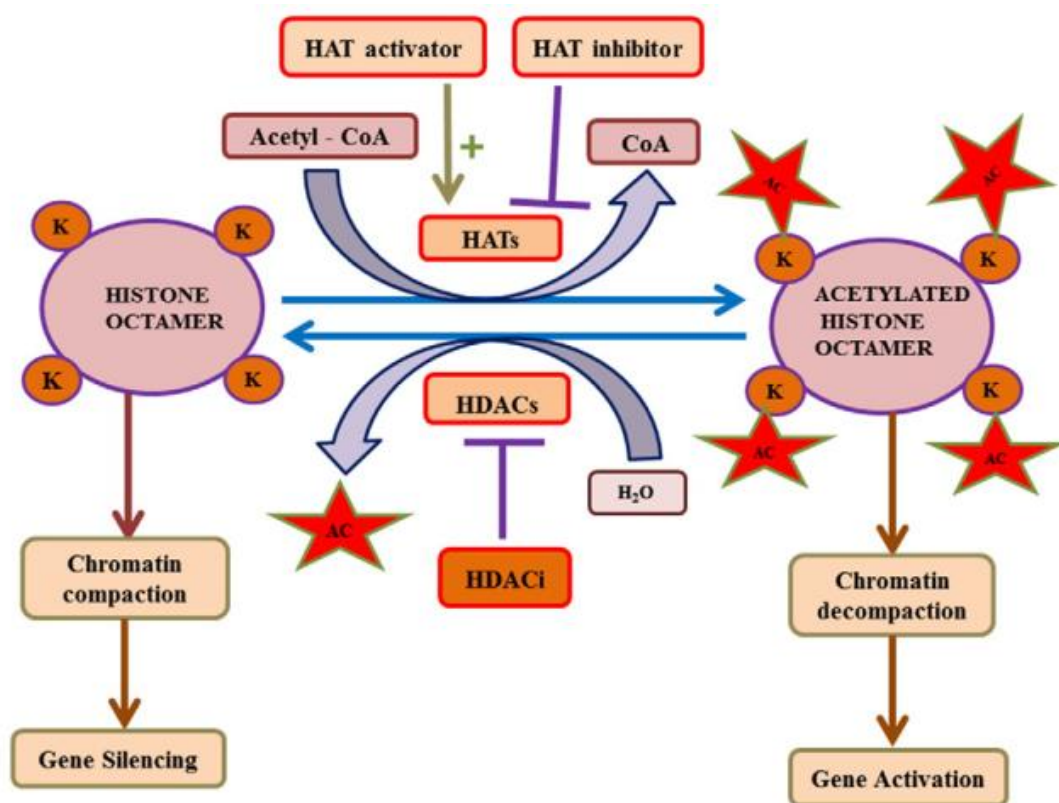 HAT activator
HAT inhibitor
Acetyl - CoA
+
CoA
HATs
AC
AC
K
K
K
K
HISTONE
OCTAMER
K
K
ACETYLATED
HISTONE
OCTAMER
K
K
HDACs
AC
AC
H₂O
AC
HDACi
Chromatin
compaction
Chromatin
decompaction
Gene Silencing
Gene Activation